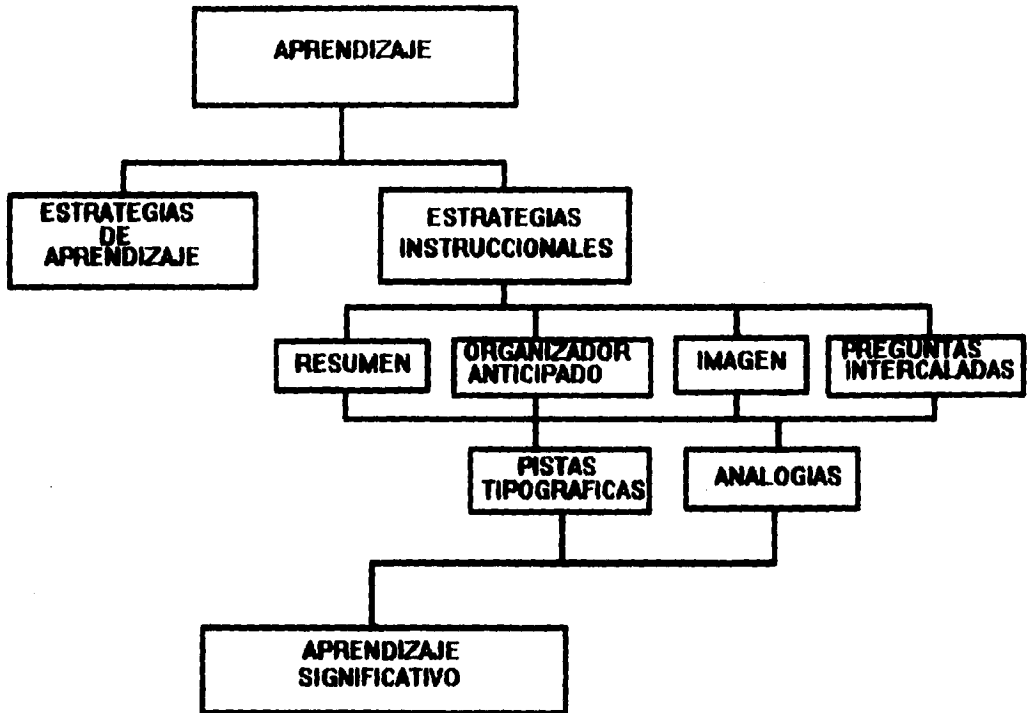 APRENDIZAJE
ESTRATEGIAS
DE
APRENDIZAJE
ESTRATEGIAS
INSTRUCCIONALES
RESUMEN
ORGANIZADOR
ANTICIPADO
IMAGEN
PREGUNTAS
INTERCALADAS
PISTAS
TIPOGRAFICAS
ANALOGIAS
APRENDIZAJE
SIGNIFICATIVO